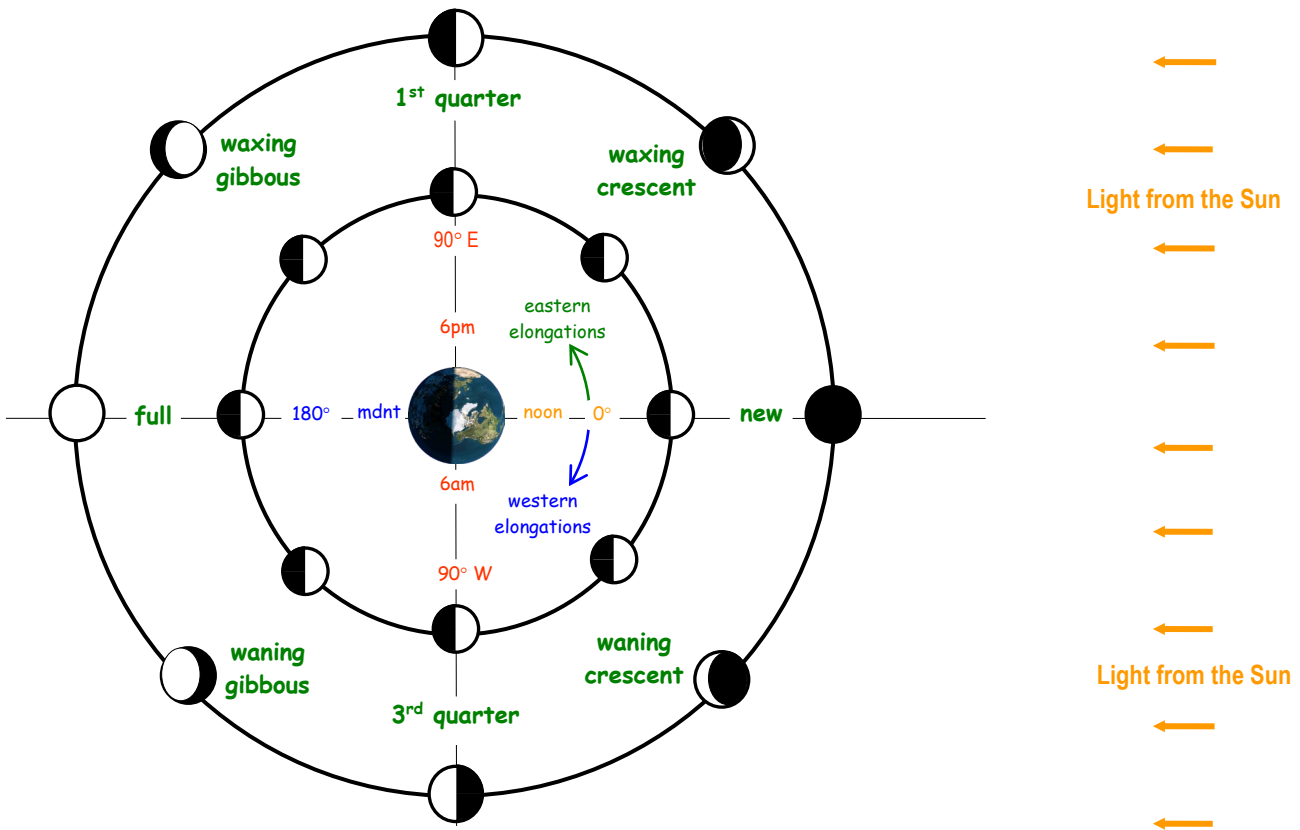 1st quarter
waxing
gibbous
waxing
crescent
Light from the Sun
90° E
eastern
elongations
6pm
full
180°
mdnt
noon
0°
new
6am
western
elongations
90° W
waning
gibbous
waning
crescent
Light from the Sun
3rd quarter